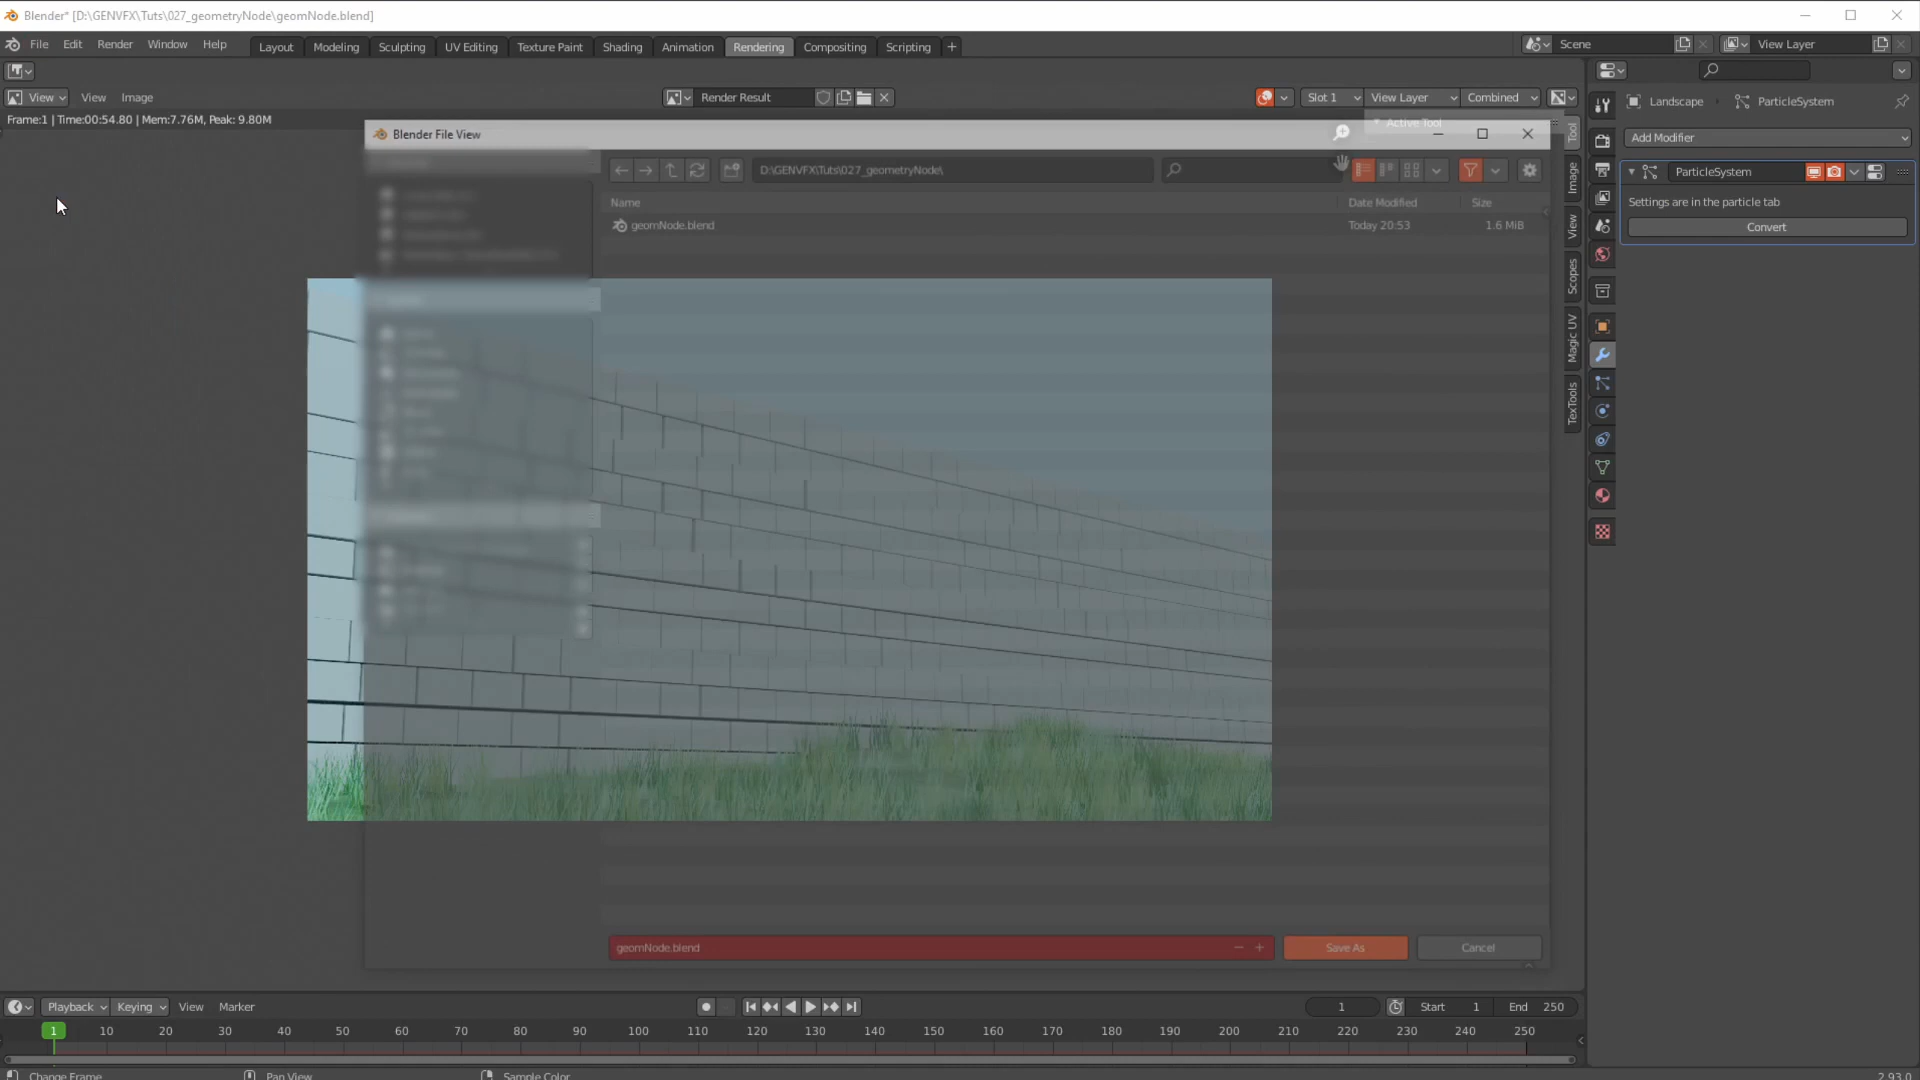 Blender* [D:\GENVFX\Tuts\027_geometryNode\geomNode.blend]
File Edit Render Window Help Layout Modeling Sculpting UV Editing Texture Paint Shading Animation Rendering Compositing Scripting + Scene View Layer
View View Image Render Result Slot 1 View Layer Combined
Landscape ParticleSystem
Frame:1 | Time:00:54.80 | Mem:7.76M, Peak: 9.80M
Active Tool
Blender File View
Add Modifier
D:\GENVFX\Tuts\027_geometryNode\
ParticleSystem
Name Date Modified Size
Settings are in the particle tab
geomNode.blend Today 20:53 1.6 MiB
Convert
Tool
Image
View
Scopes
Magic UV
TexTools
geomNode.blend Save As Cancel
Playback Keying View Marker 1 Start 1 End 250
1 10 20 30 40 50 60 70 80 90 100 110 120 130 140 150 160 170 180 190 200 210 220 230 240 250
Change Frame Pan View Sample Color 2.93.0